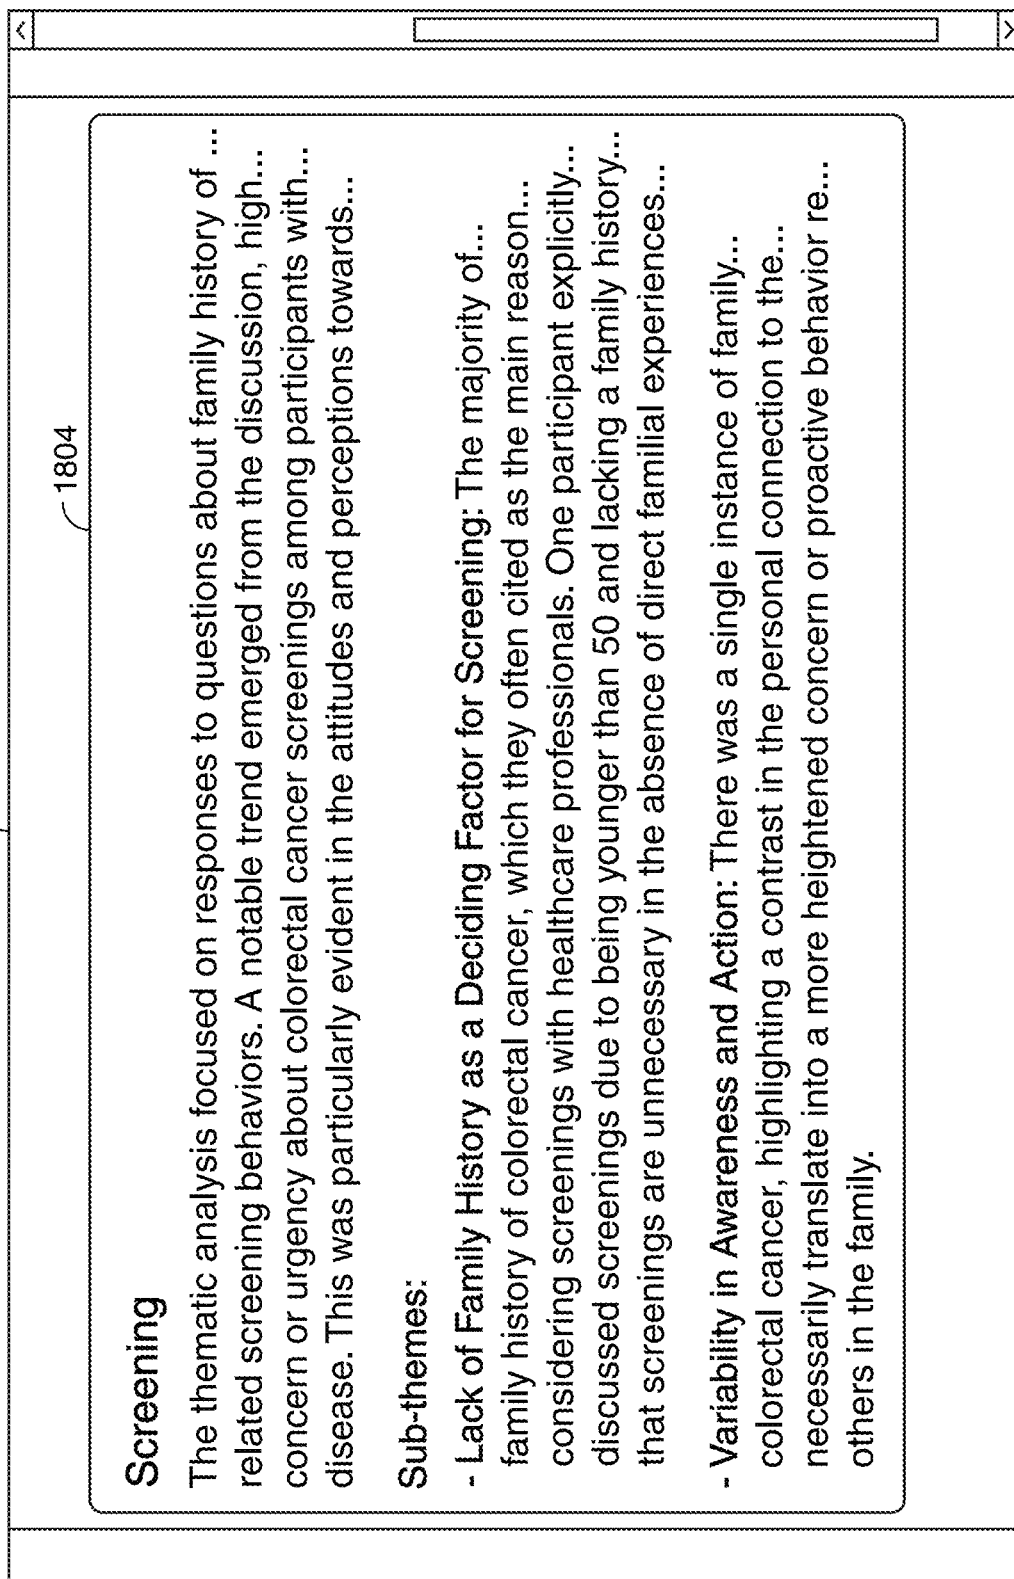 1804
Screening
The thematic analysis focused on responses to questions about family history of ...
related screening behaviors. A notable trend emerged from the discussion, high...
concern or urgency about colorectal cancer screenings among participants with...
disease. This was particularly evident in the attitudes and perceptions towards...
Sub-themes:
- Lack of Family History as a Deciding Factor for Screening: The majority of...
family history of colorectal cancer, which they often cited as the main reason...
considering screenings with healthcare professionals. One participant explicitly...
discussed screenings due to being younger than 50 and lacking a family history...
that screenings are unnecessary in the absence of direct familial experiences...
- Variability in Awareness and Action: There was a single instance of family...
colorectal cancer, highlighting a contrast in the personal connection to the...
necessarily translate into a more heightened concern or proactive behavior re...
others in the family.